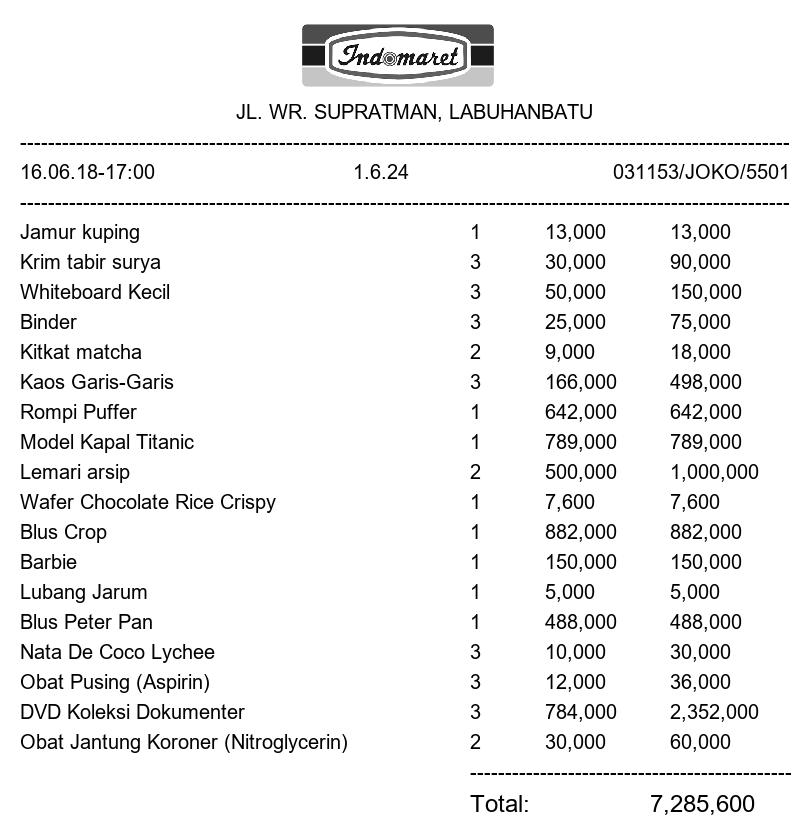 Indomaret
JL. WR. SUPRATMAN, LABUHANBATU
16.06.18-17:00 1.6.24 031153/JOKO/5501
Jamur kuping 1 13,000 13,000
Krim tabir surya 3 30,000 90,000
Whiteboard Kecil 3 50,000 150,000
Binder 3 25,000 75,000
Kitkat matcha 2 9,000 18,000
Kaos Garis-Garis 3 166,000 498,000
Rompi Puffer 1 642,000 642,000
Model Kapal Titanic 1 789,000 789,000
Lemari arsip 2 500,000 1,000,000
Wafer Chocolate Rice Crispy 1 7,600 7,600
Blus Crop 1 882,000 882,000
Barbie 1 150,000 150,000
Lubang Jarum 1 5,000 5,000
Blus Peter Pan 1 488,000 488,000
Nata De Coco Lychee 3 10,000 30,000
Obat Pusing (Aspirin) 3 12,000 36,000
DVD Koleksi Dokumenter 3 784,000 2,352,000
Obat Jantung Koroner (Nitroglycerin) 2 30,000 60,000
Total: 7,285,600